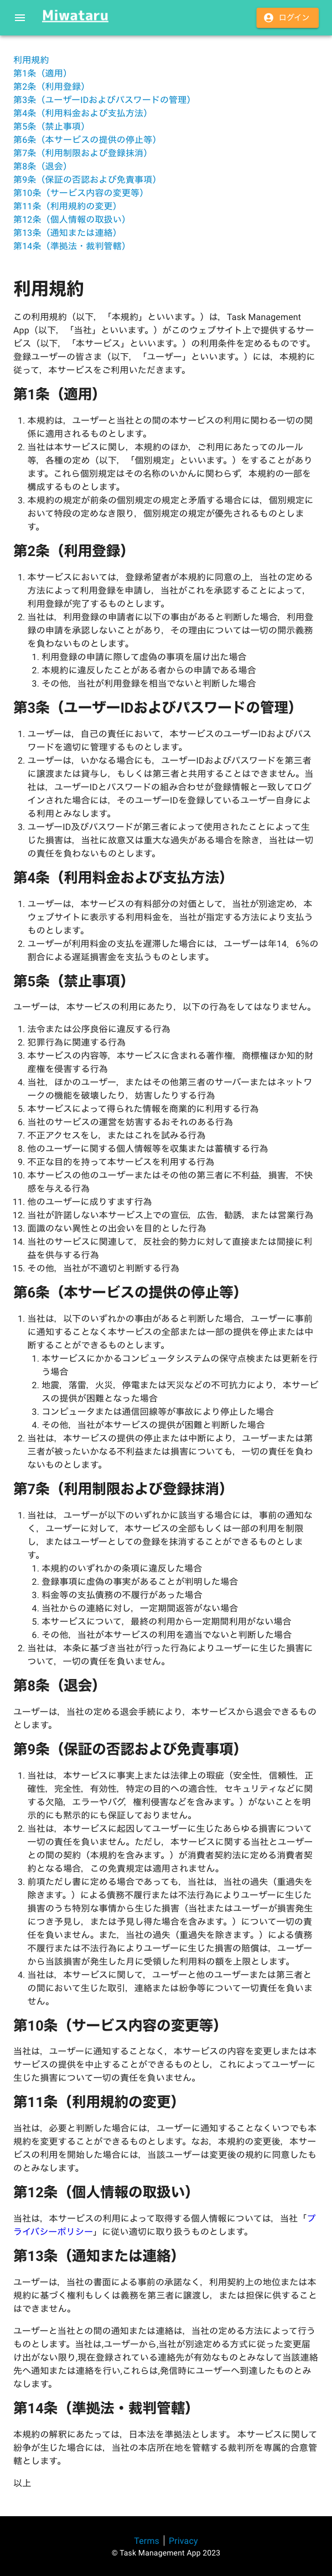 Miwataru
ログイン
利用規約
第1条（適用）
第2条（利用登録）
第3条（ユーザーIDおよびパスワードの管理）
第4条（利用料金および支払方法）
第5条（禁止事項）
第6条（本サービスの提供の停止等）
第7条（利用制限および登録抹消）
第8条（退会）
第9条（保証の否認および免責事項）
第10条（サービス内容の変更等）
第11条（利用規約の変更）
第12条（個人情報の取扱い）
第13条（通知または連絡）
第14条（準拠法・裁判管轄）
利用規約
この利用規約（以下，「本規約」といいます。）は，Task Management
App（以下，「当社」といいます。）がこのウェブサイト上で提供するサー
ビス（以下，「本サービス」といいます。）の利用条件を定めるものです。
登録ユーザーの皆さま（以下，「ユーザー」といいます。）には，本規約に
従って，本サービスをご利用いただきます。
第1条（適用）
1. 本規約は，ユーザーと当社との間の本サービスの利用に関わる一切の関
係に適用されるものとします。
2. 当社は本サービスに関し，本規約のほか，ご利用にあたってのルール
等，各種の定め（以下，「個別規定」といいます。）をすることがあり
ます。これら個別規定はその名称のいかんに関わらず，本規約の一部を
構成するものとします。
3. 本規約の規定が前条の個別規定の規定と矛盾する場合には，個別規定に
おいて特段の定めなき限り，個別規定の規定が優先されるものとしま
す。
第2条（利用登録）
1. 本サービスにおいては，登録希望者が本規約に同意の上，当社の定める
方法によって利用登録を申請し，当社がこれを承認することによって，
利用登録が完了するものとします。
2. 当社は，利用登録の申請者に以下の事由があると判断した場合，利用登
録の申請を承認しないことがあり，その理由については一切の開示義務
を負わないものとします。
1. 利用登録の申請に際して虚偽の事項を届け出た場合
2. 本規約に違反したことがある者からの申請である場合
3. その他，当社が利用登録を相当でないと判断した場合
第3条（ユーザーIDおよびパスワードの管理）
1. ユーザーは，自己の責任において，本サービスのユーザーIDおよびパス
ワードを適切に管理するものとします。
2. ユーザーは，いかなる場合にも，ユーザーIDおよびパスワードを第三者
に譲渡または貸与し，もしくは第三者と共用することはできません。当
社は，ユーザーIDとパスワードの組み合わせが登録情報と一致してログ
インされた場合には，そのユーザーIDを登録しているユーザー自身によ
る利用とみなします。
3. ユーザーID及びパスワードが第三者によって使用されたことによって生
じた損害は，当社に故意又は重大な過失がある場合を除き，当社は一切
の責任を負わないものとします。
第4条（利用料金および支払方法）
1. ユーザーは，本サービスの有料部分の対価として，当社が別途定め，本
ウェブサイトに表示する利用料金を，当社が指定する方法により支払う
ものとします。
2. ユーザーが利用料金の支払を遅滞した場合には，ユーザーは年14．6％の
割合による遅延損害金を支払うものとします。
第5条（禁止事項）
ユーザーは，本サービスの利用にあたり，以下の行為をしてはなりません。
1. 法令または公序良俗に違反する行為
2. 犯罪行為に関連する行為
3. 本サービスの内容等，本サービスに含まれる著作権，商標権ほか知的財
産権を侵害する行為
4. 当社，ほかのユーザー，またはその他第三者のサーバーまたはネットワ
ークの機能を破壊したり，妨害したりする行為
5. 本サービスによって得られた情報を商業的に利用する行為
6. 当社のサービスの運営を妨害するおそれのある行為
7. 不正アクセスをし，またはこれを試みる行為
8. 他のユーザーに関する個人情報等を収集または蓄積する行為
9. 不正な目的を持って本サービスを利用する行為
10. 本サービスの他のユーザーまたはその他の第三者に不利益，損害，不快
感を与える行為
11. 他のユーザーに成りすます行為
12. 当社が許諾しない本サービス上での宣伝，広告，勧誘，または営業行為
13. 面識のない異性との出会いを目的とした行為
14. 当社のサービスに関連して，反社会的勢力に対して直接または間接に利
益を供与する行為
15. その他，当社が不適切と判断する行為
第6条（本サービスの提供の停止等）
1. 当社は，以下のいずれかの事由があると判断した場合，ユーザーに事前
に通知することなく本サービスの全部または一部の提供を停止または中
断することができるものとします。
1. 本サービスにかかるコンピュータシステムの保守点検または更新を行
う場合
2. 地震，落雷，火災，停電または天災などの不可抗力により，本サービ
スの提供が困難となった場合
3. コンピュータまたは通信回線等が事故により停止した場合
4. その他，当社が本サービスの提供が困難と判断した場合
2. 当社は，本サービスの提供の停止または中断により，ユーザーまたは第
三者が被ったいかなる不利益または損害についても，一切の責任を負わ
ないものとします。
第7条（利用制限および登録抹消）
1. 当社は，ユーザーが以下のいずれかに該当する場合には，事前の通知な
く，ユーザーに対して，本サービスの全部もしくは一部の利用を制限
し，またはユーザーとしての登録を抹消することができるものとしま
す。
1. 本規約のいずれかの条項に違反した場合
2. 登録事項に虚偽の事実があることが判明した場合
3. 料金等の支払債務の不履行があった場合
4. 当社からの連絡に対し，一定期間返答がない場合
5. 本サービスについて，最終の利用から一定期間利用がない場合
6. その他，当社が本サービスの利用を適当でないと判断した場合
2. 当社は，本条に基づき当社が行った行為によりユーザーに生じた損害に
ついて，一切の責任を負いません。
第8条（退会）
ユーザーは，当社の定める退会手続により，本サービスから退会できるもの
とします。
第9条（保証の否認および免責事項）
1. 当社は，本サービスに事実上または法律上の瑕疵（安全性，信頼性，正
確性，完全性，有効性，特定の目的への適合性，セキュリティなどに関
する欠陥，エラーやバグ，権利侵害などを含みます。）がないことを明
示的にも黙示的にも保証しておりません。
2. 当社は，本サービスに起因してユーザーに生じたあらゆる損害について
一切の責任を負いません。ただし，本サービスに関する当社とユーザー
との間の契約（本規約を含みます。）が消費者契約法に定める消費者契
約となる場合，この免責規定は適用されません。
3. 前項ただし書に定める場合であっても，当社は，当社の過失（重過失を
除きます。）による債務不履行または不法行為によりユーザーに生じた
損害のうち特別な事情から生じた損害（当社またはユーザーが損害発生
につき予見し，または予見し得た場合を含みます。）について一切の責
任を負いません。また，当社の過失（重過失を除きます。）による債務
不履行または不法行為によりユーザーに生じた損害の賠償は，ユーザー
から当該損害が発生した月に受領した利用料の額を上限とします。
4. 当社は，本サービスに関して，ユーザーと他のユーザーまたは第三者と
の間において生じた取引，連絡または紛争等について一切責任を負いま
せん。
第10条（サービス内容の変更等）
当社は，ユーザーに通知することなく，本サービスの内容を変更しまたは本
サービスの提供を中止することができるものとし，これによってユーザーに
生じた損害について一切の責任を負いません。
第11条（利用規約の変更）
当社は，必要と判断した場合には，ユーザーに通知することなくいつでも本
規約を変更することができるものとします。なお，本規約の変更後，本サー
ビスの利用を開始した場合には，当該ユーザーは変更後の規約に同意したも
のとみなします。
第12条（個人情報の取扱い）
当社は，本サービスの利用によって取得する個人情報については，当社「プ
ライバシーポリシー」に従い適切に取り扱うものとします。
第13条（通知または連絡）
ユーザーは，当社の書面による事前の承諾なく，利用契約上の地位または本
規約に基づく権利もしくは義務を第三者に譲渡し，または担保に供すること
はできません。
ユーザーと当社との間の通知または連絡は，当社の定める方法によって行う
ものとします。当社は,ユーザーから,当社が別途定める方式に従った変更届
け出がない限り,現在登録されている連絡先が有効なものとみなして当該連絡
先へ通知または連絡を行い,これらは,発信時にユーザーへ到達したものとみ
なします。
第14条（準拠法・裁判管轄）
本規約の解釈にあたっては，日本法を準拠法とします。 本サービスに関して
紛争が生じた場合には，当社の本店所在地を管轄する裁判所を専属的合意管
轄とします。
以上
Terms | Privacy
© Task Management App 2023